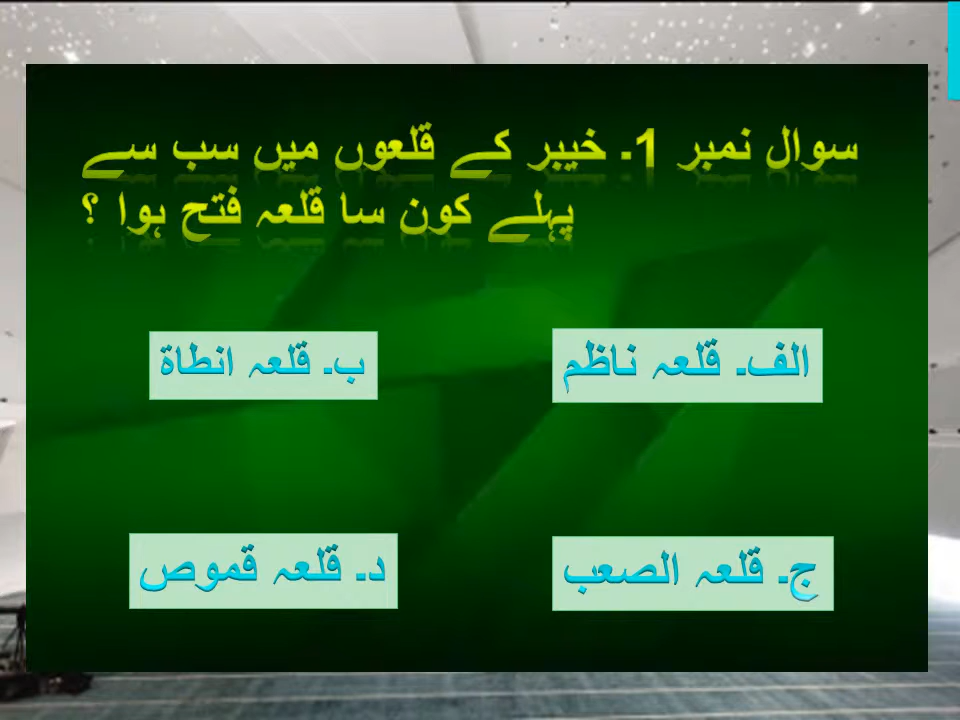 سوال نمبر 1۔ خیبر کے قلعوں میں سب سے
پہلے کون سا قلعہ فتح ہوا ؟
الف۔ قلعہ ناظم
ب۔ قلعہ انطاۃ
ج۔ قلعہ الصعب
د۔ قلعہ قموص